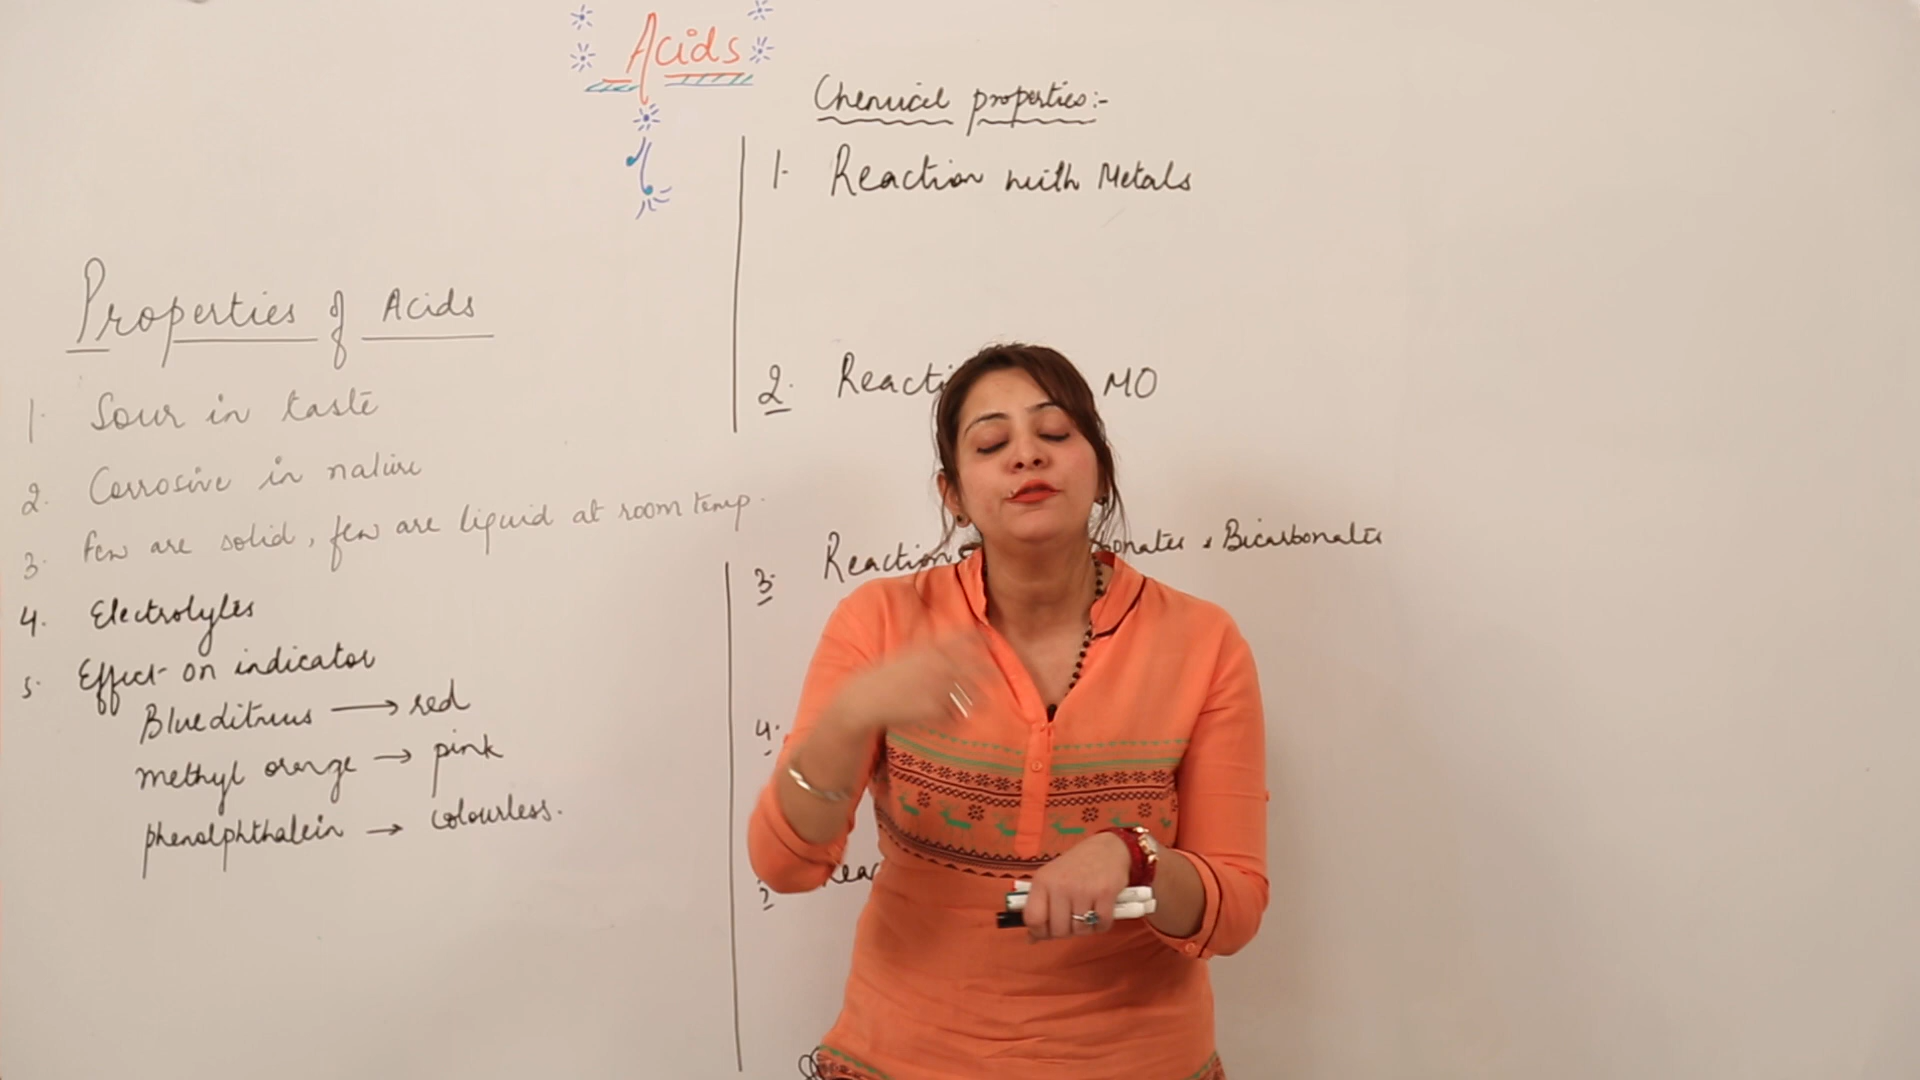 Acids
Properties of Acids
1. Sour in taste
2. Corrosive in nature
3. Few are solid, few are liquid at room temp.
4. Electrolytes
5. Effect on indicator
Blue litmus → red
Methyl orange → pink
phenolphthalein → colourless.
Chemical properties:-
1. Reaction with Metals
2. Reacti MO
3. Reaction onates & Bicarbonates
4.
Reac